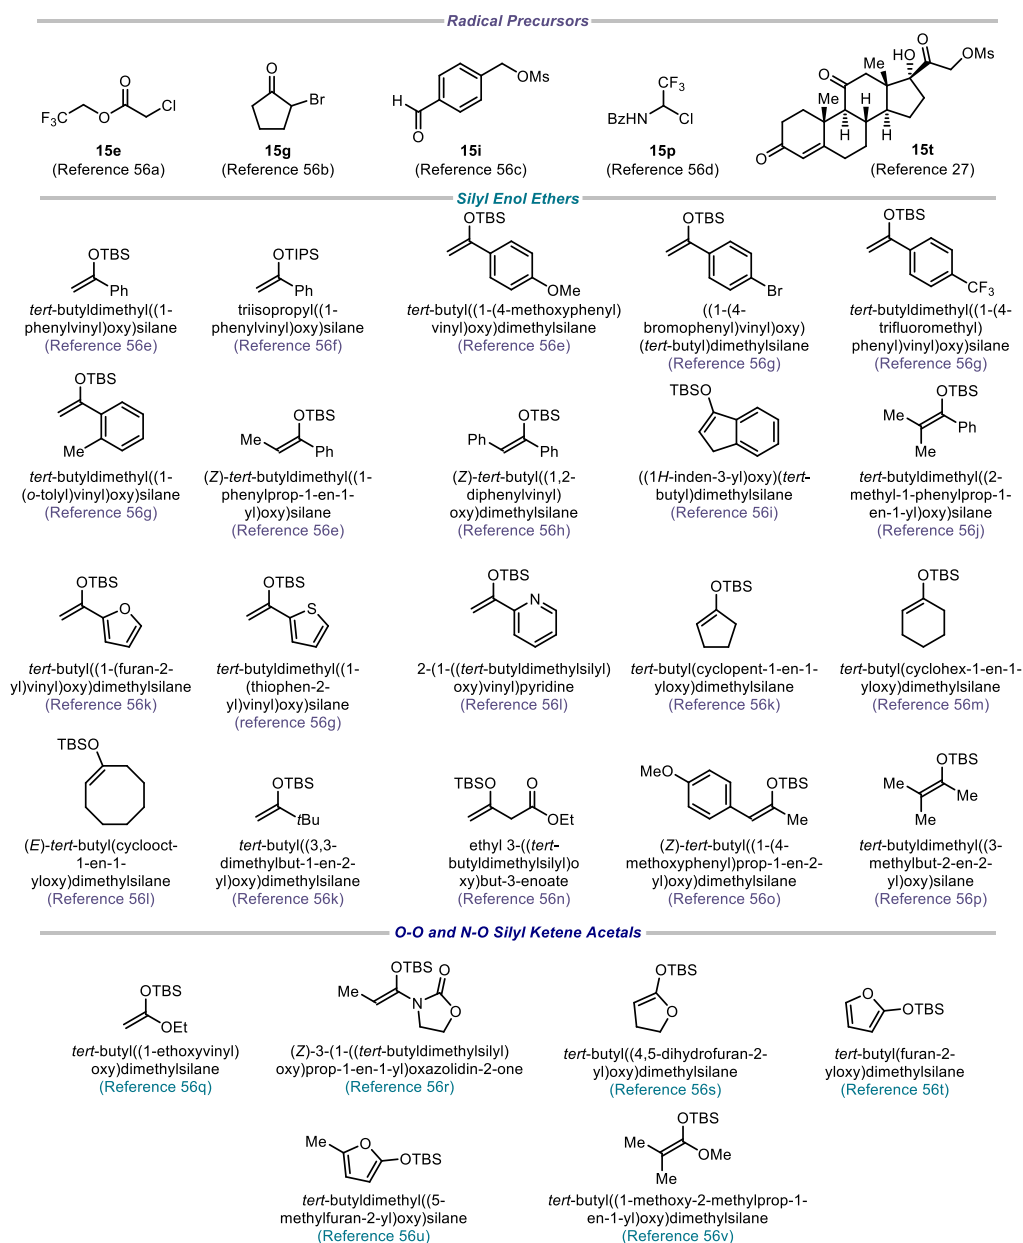 Radical Precursors
O
F3C O Cl
15e
(Reference 56a)
O
Br
15g
(Reference 56b)
OMs
H
O
15i
(Reference 56c)
CF3
BzHN Cl
15p
(Reference 56d)
O
HO OMs
Me
O
Me H
H H
O
15t
(Reference 27)
Silyl Enol Ethers
OTBS
Ph
tert-butyldimethyl((1-
phenylvinyl)oxy)silane
(Reference 56e)
OTIPS
Ph
triisopropyl((1-
phenylvinyl)oxy)silane
(Reference 56f)
OTBS
OMe
tert-butyl((1-(4-methoxyphenyl)
vinyl)oxy)dimethylsilane
(Reference 56e)
OTBS
Br
((1-(4-
bromophenyl)vinyl)oxy)
(tert-butyl)dimethylsilane
(Reference 56g)
OTBS
CF3
tert-butyldimethyl((1-(4-
trifluoromethyl)
phenyl)vinyl)oxy)silane
(Reference 56g)
OTBS
Me
tert-butyldimethyl((1-
(o-tolyl)vinyl)oxy)silane
(Reference 56g)
OTBS
Me
Ph
(Z)-tert-butyldimethyl((1-
phenylprop-1-en-1-
yl)oxy)silane
(Reference 56e)
OTBS
Ph
Ph
(Z)-tert-butyl((1,2-
diphenylvinyl)
oxy)dimethylsilane
(Reference 56h)
TBSO
((1H-inden-3-yl)oxy)(tert-
butyl)dimethylsilane
(Reference 56i)
OTBS
Me
Ph
Me
tert-butyldimethyl((2-
methyl-1-phenylprop-1-
en-1-yl)oxy)silane
(Reference 56j)
OTBS
O
tert-butyl((1-(furan-2-
yl)vinyl)oxy)dimethylsilane
(Reference 56k)
OTBS
S
tert-butyldimethyl((1-
(thiophen-2-
yl)vinyl)oxy)silane
(reference 56g)
OTBS
N
2-(1-((tert-butyldimethylsilyl)
oxy)vinyl)pyridine
(Reference 56l)
OTBS
tert-butyl(cyclopent-1-en-1-
yloxy)dimethylsilane
(Reference 56k)
OTBS
tert-butyl(cyclohex-1-en-1-
yloxy)dimethylsilane
(Reference 56m)
TBSO
(E)-tert-butyl(cyclooct-
1-en-1-
yloxy)dimethylsilane
(Reference 56l)
OTBS
tBu
tert-butyl((3,3-
dimethylbut-1-en-2-
yl)oxy)dimethylsilane
(Reference 56k)
TBSO O
OEt
ethyl 3-((tert-
butyldimethylsilyl)o
xy)but-3-enoate
(Reference 56n)
MeO
OTBS
Me
(Z)-tert-butyl((1-(4-
methoxyphenyl)prop-1-en-2-
yl)oxy)dimethylsilane
(Reference 56o)
OTBS
Me
Me
Me
tert-butyldimethyl((3-
methylbut-2-en-2-
yl)oxy)silane
(Reference 56p)
O-O and N-O Silyl Ketene Acetals
OTBS
OEt
tert-butyl((1-ethoxyvinyl)
oxy)dimethylsilane
(Reference 56q)
OTBS O
Me
N
O
(Z)-3-(1-((tert-butyldimethylsilyl)
oxy)prop-1-en-1-yl)oxazolidin-2-one
(Reference 56r)
OTBS
O
tert-butyl((4,5-dihydrofuran-2-
yl)oxy)dimethylsilane
(Reference 56s)
O
OTBS
tert-butyl(furan-2-
yloxy)dimethylsilane
(Reference 56t)
Me O
OTBS
tert-butyldimethyl((5-
methylfuran-2-yl)oxy)silane
(Reference 56u)
OTBS
Me
OMe
Me
tert-butyl((1-methoxy-2-methylprop-1-
en-1-yl)oxy)dimethylsilane
(Reference 56v)